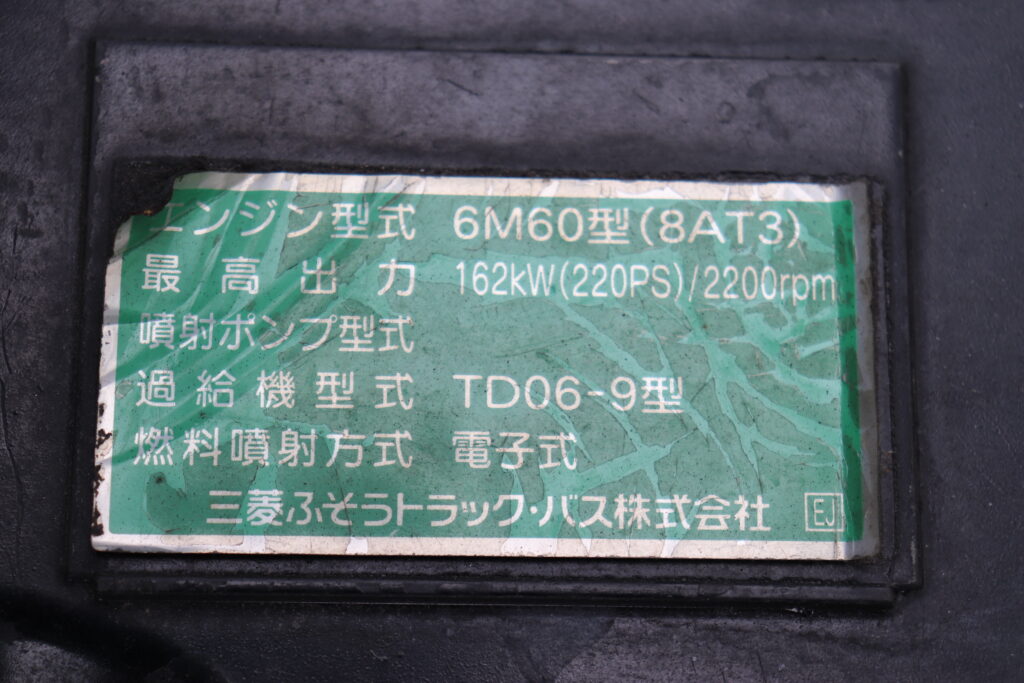 エンジン型式 6M60型(8AT3)
最高出力 162kW(220PS)/2200rpm
噴射ポンプ型式
過給機型式 TD06-9型
燃料噴射方式 電子式
三菱ふそうトラック・バス株式会社 EJ